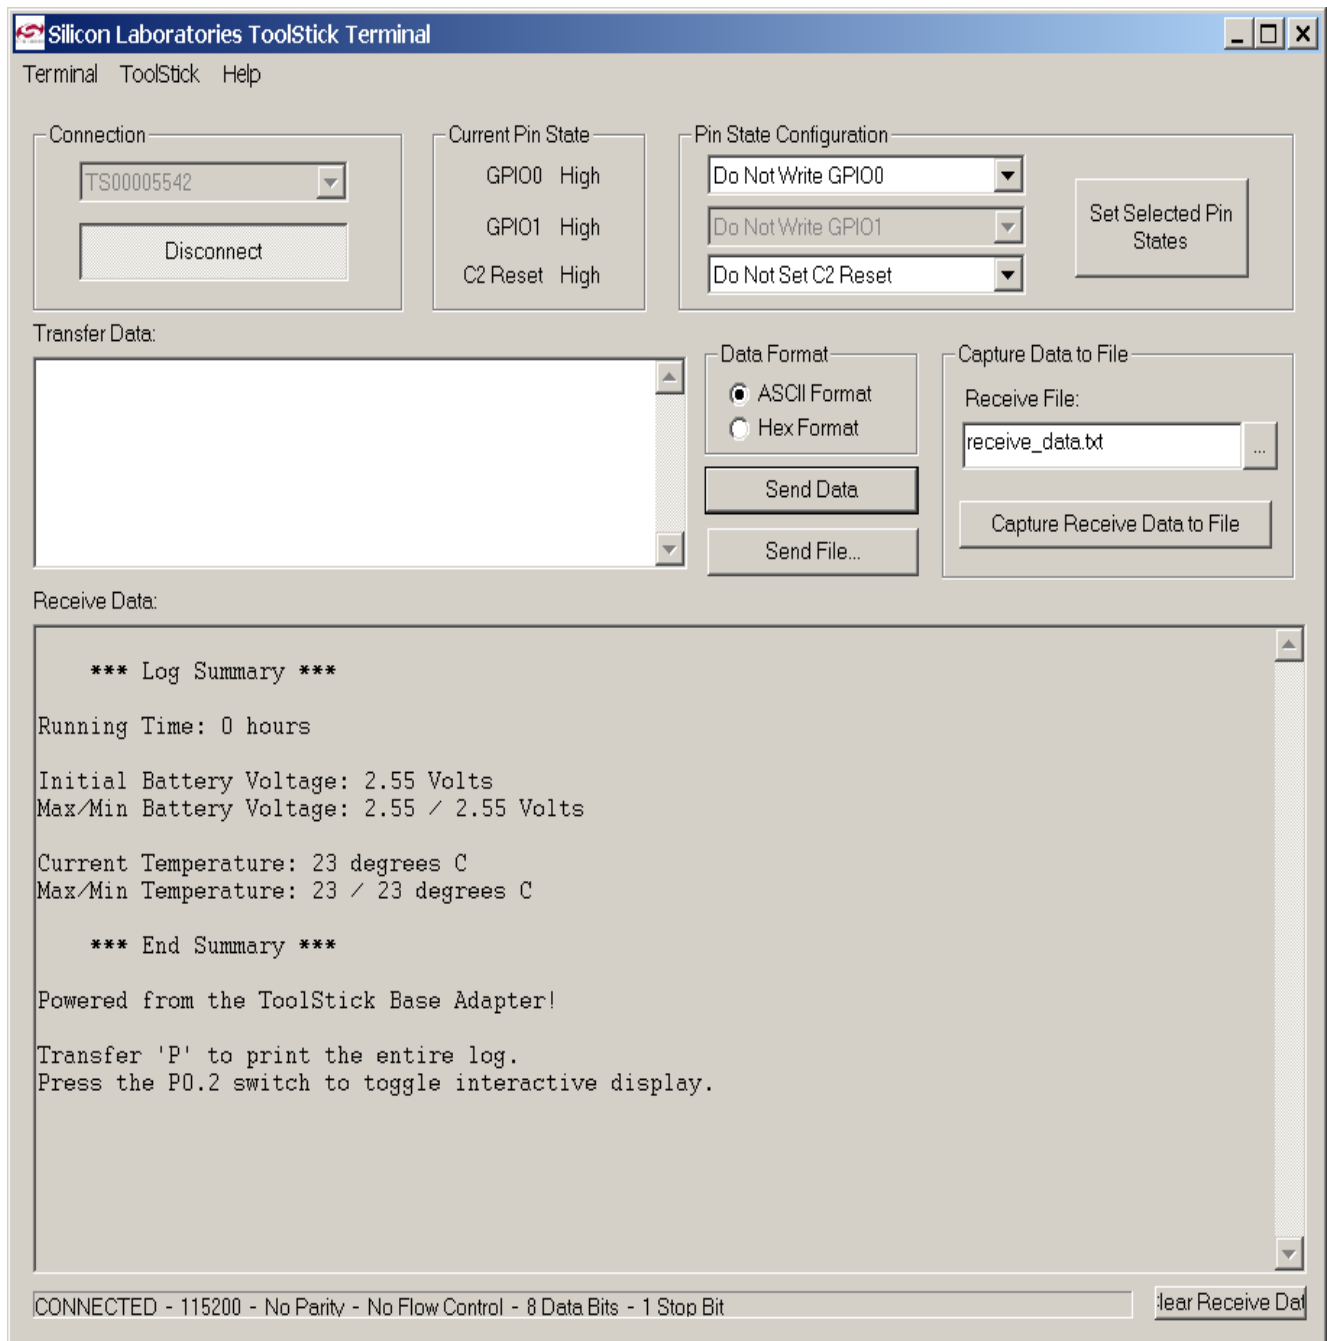 Silicon Laboratories ToolStick Terminal
Terminal ToolStick Help
Connection
TS00005542
Disconnect
Current Pin State
GPIO0 High
GPIO1 High
C2 Reset High
Pin State Configuration
Do Not Write GPIO0
Do Not Write GPIO1
Do Not Set C2 Reset
Set Selected Pin
States
Transfer Data:
Data Format
ASCII Format
Hex Format
Send Data
Send File...
Capture Data to File
Receive File:
receive_data.txt
...
Capture Receive Data to File
Receive Data:
*** Log Summary ***
Running Time: 0 hours
Initial Battery Voltage: 2.55 Volts
Max/Min Battery Voltage: 2.55 / 2.55 Volts
Current Temperature: 23 degrees C
Max/Min Temperature: 23 / 23 degrees C
*** End Summary ***
Powered from the ToolStick Base Adapter!
Transfer 'P' to print the entire log.
Press the P0.2 switch to toggle interactive display.
CONNECTED - 115200 - No Parity - No Flow Control - 8 Data Bits - 1 Stop Bit
lear Receive Dat